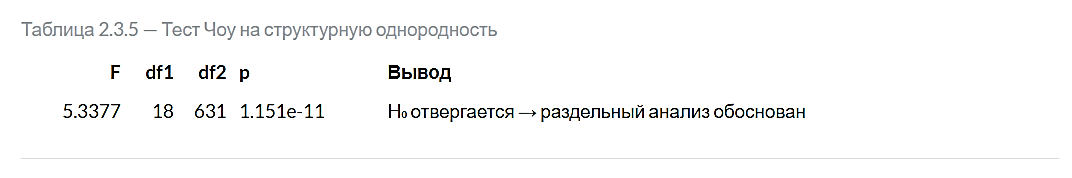 Таблица 2.3.5 — Тест Чоу на структурную однородность
F df1 df2 p Вывод
5.3377 18 631 1.151e-11 H₀ отвергается → раздельный анализ обоснован